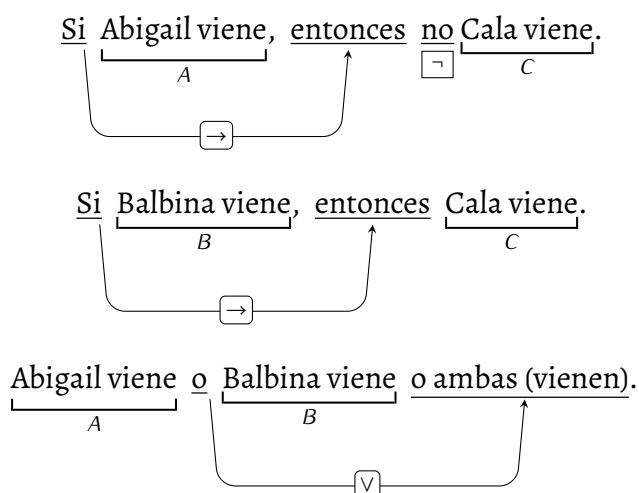 Si Abigail viene, entonces no Cala viene.
A ¬ C
→
Si Balbina viene, entonces Cala viene.
B C
→
Abigail viene o Balbina viene o ambas (vienen).
A B
∨